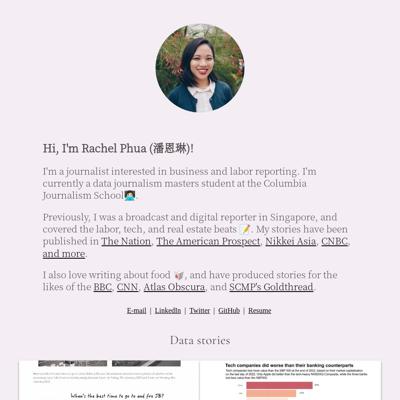 Hi, I'm Rachel Phua (潘恩琳)!
I'm a journalist interested in business and labor reporting. I'm
currently a data journalism masters student at the Columbia
Journalism School👩🏻‍💻.
Previously, I was a broadcast and digital reporter in Singapore, and
covered the labor, tech, and real estate beats 📝. My stories have been
published in The Nation, The American Prospect, Nikkei Asia, CNBC,
and more.
I also love writing about food 🥡, and have produced stories for the
likes of the BBC, CNN, Atlas Obscura, and SCMP's Goldthread.
E-mail | LinkedIn | Twitter | GitHub | Resume
Data stories
When's the best time to go to and fro JB?
Tech companies did worse than their banking counterparts